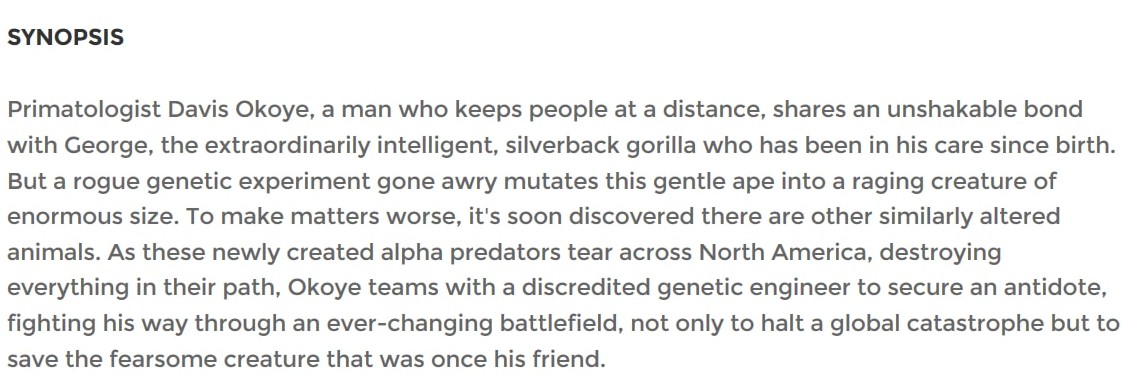 SYNOPSIS
Primatologist Davis Okoye, a man who keeps people at a distance, shares an unshakable bond
with George, the extraordinarily intelligent, silverback gorilla who has been in his care since birth.
But a rogue genetic experiment gone awry mutates this gentle ape into a raging creature of
enormous size. To make matters worse, it's soon discovered there are other similarly altered
animals. As these newly created alpha predators tear across North America, destroying
everything in their path, Okoye teams with a discredited genetic engineer to secure an antidote,
fighting his way through an ever-changing battlefield, not only to halt a global catastrophe but to
save the fearsome creature that was once his friend.